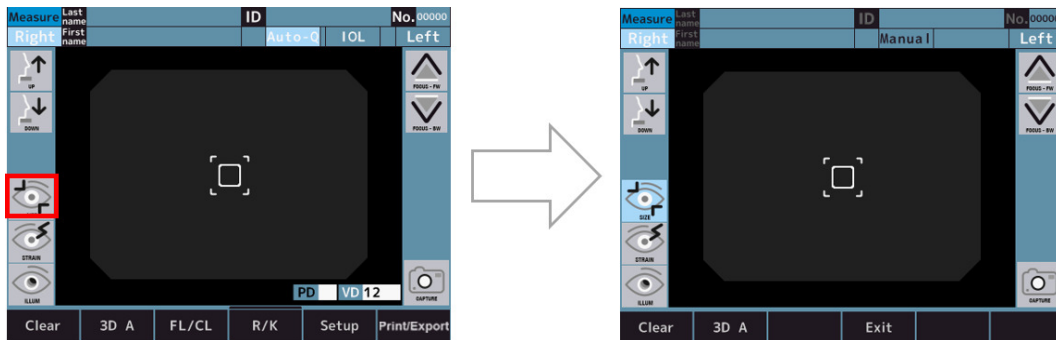 Measure Last name ID No. 00000
Right First name Auto-Q IOL Left
UP
FOCUS-FW
DOWN
FOCUS-BW
STRAIN
ILLUM
CAPTURE
PD VD 12
Clear 3D A FL/CL R/K Setup Print/Export
Measure Last name ID No. 00000
Right First name Manual Left
UP
FOCUS-FW
DOWN
FOCUS-BW
SIZE
STRAIN
ILLUM
CAPTURE
Clear 3D A Exit